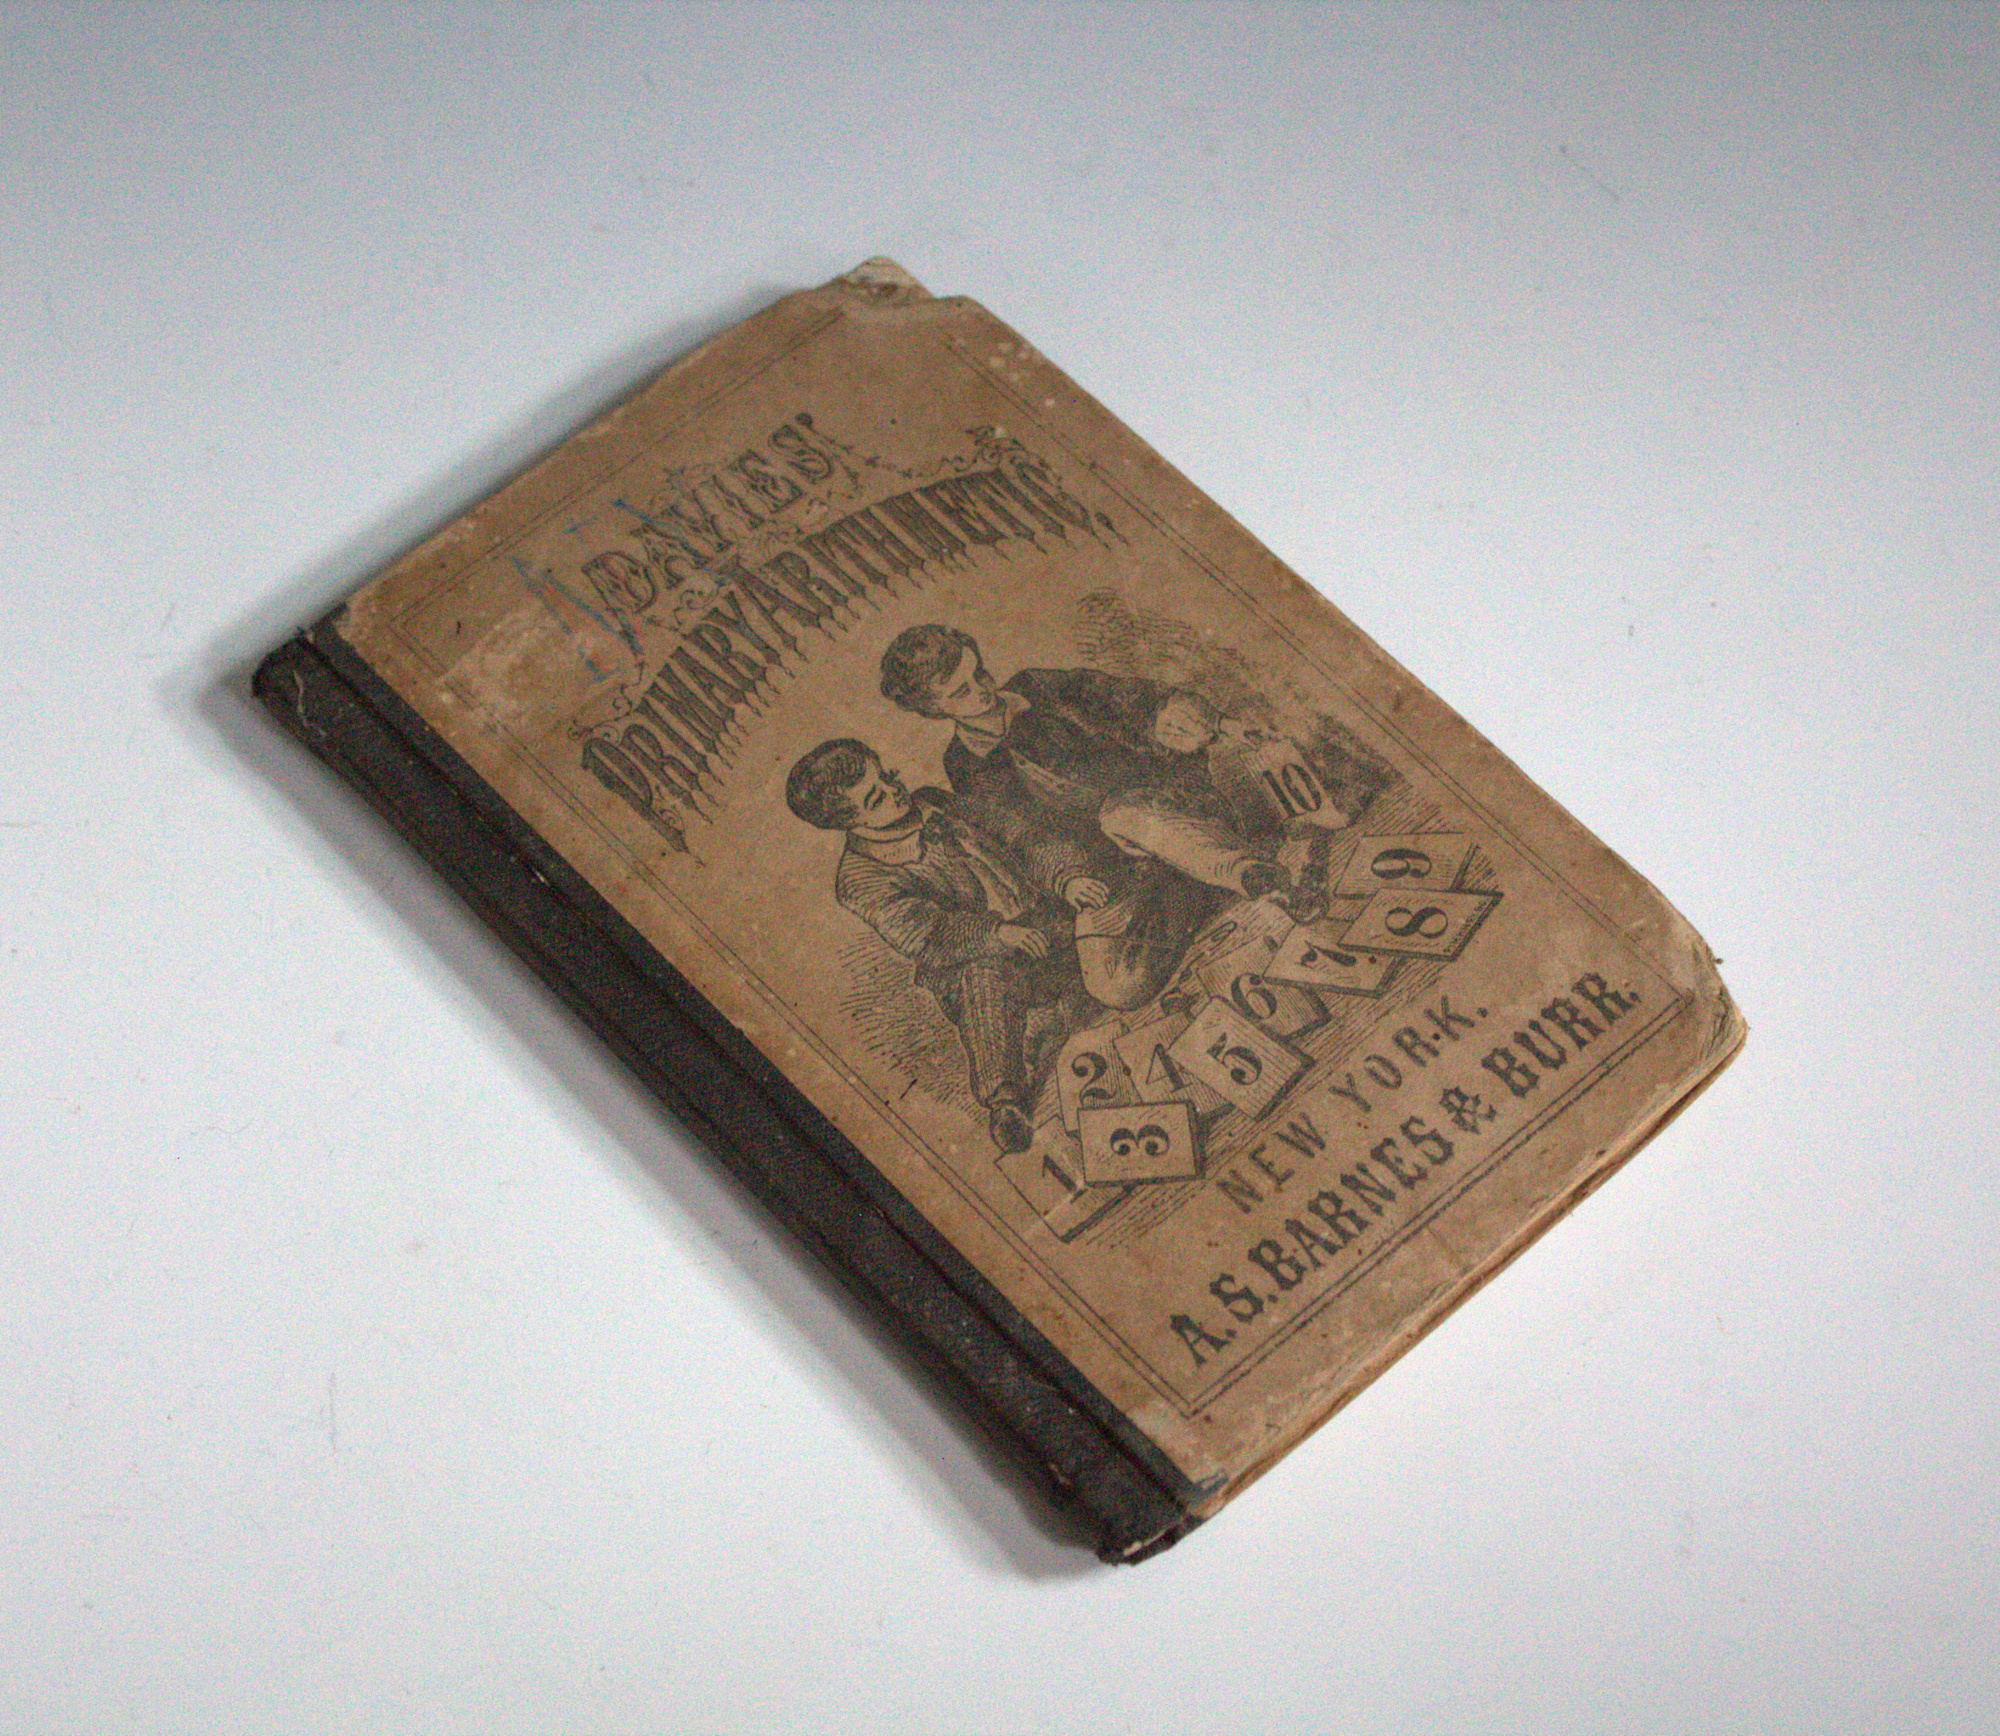 DAVIES'
PRIMARY ARITHMETIC.
10
9
8
7
6
5
4
2
3
1
NEW YORK.
A. S. BARNES & BURR.